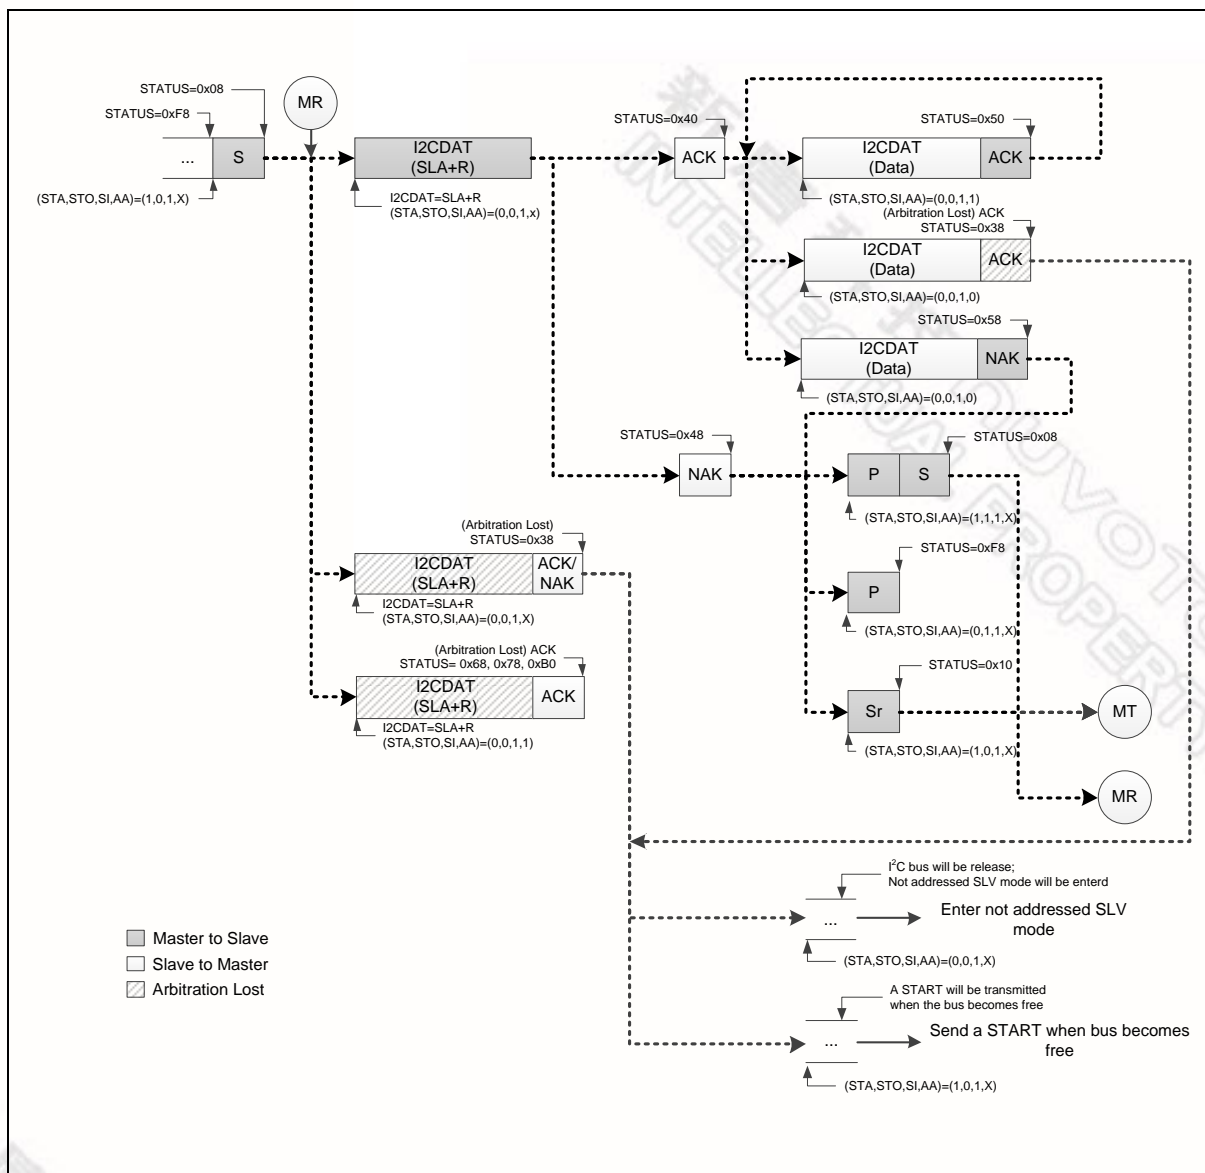 STATUS=0x08
STATUS=0xF8
MR
...
S
(STA,STO,SI,AA)=(1,0,1,X)
I2CDAT
(SLA+R)
I2CDAT=SLA+R
(STA,STO,SI,AA)=(0,0,1,x)
STATUS=0x40
ACK
STATUS=0x50
I2CDAT
(Data)
ACK
(STA,STO,SI,AA)=(0,0,1,1)
(Arbitration Lost) ACK
STATUS=0x38
I2CDAT
(Data)
ACK
(STA,STO,SI,AA)=(0,0,1,0)
STATUS=0x58
I2CDAT
(Data)
NAK
(STA,STO,SI,AA)=(0,0,1,0)
STATUS=0x48
NAK
STATUS=0x08
P
S
(STA,STO,SI,AA)=(1,1,1,X)
(Arbitration Lost)
STATUS=0x38
I2CDAT
(SLA+R)
ACK/
NAK
I2CDAT=SLA+R
(STA,STO,SI,AA)=(0,0,1,X)
STATUS=0xF8
P
(STA,STO,SI,AA)=(0,1,1,X)
(Arbitration Lost) ACK
STATUS= 0x68, 0x78, 0xB0
I2CDAT
(SLA+R)
ACK
I2CDAT=SLA+R
(STA,STO,SI,AA)=(0,0,1,1)
STATUS=0x10
Sr
(STA,STO,SI,AA)=(1,0,1,X)
MT
MR
I²C bus will be release;
Not addressed SLV mode will be enterd
...
Enter not addressed SLV
mode
(STA,STO,SI,AA)=(0,0,1,X)
Master to Slave
Slave to Master
Arbitration Lost
A START will be transmitted
when the bus becomes free
...
Send a START when bus becomes
free
(STA,STO,SI,AA)=(1,0,1,X)
NUVOTO
INTELLECTUAL PROPERT